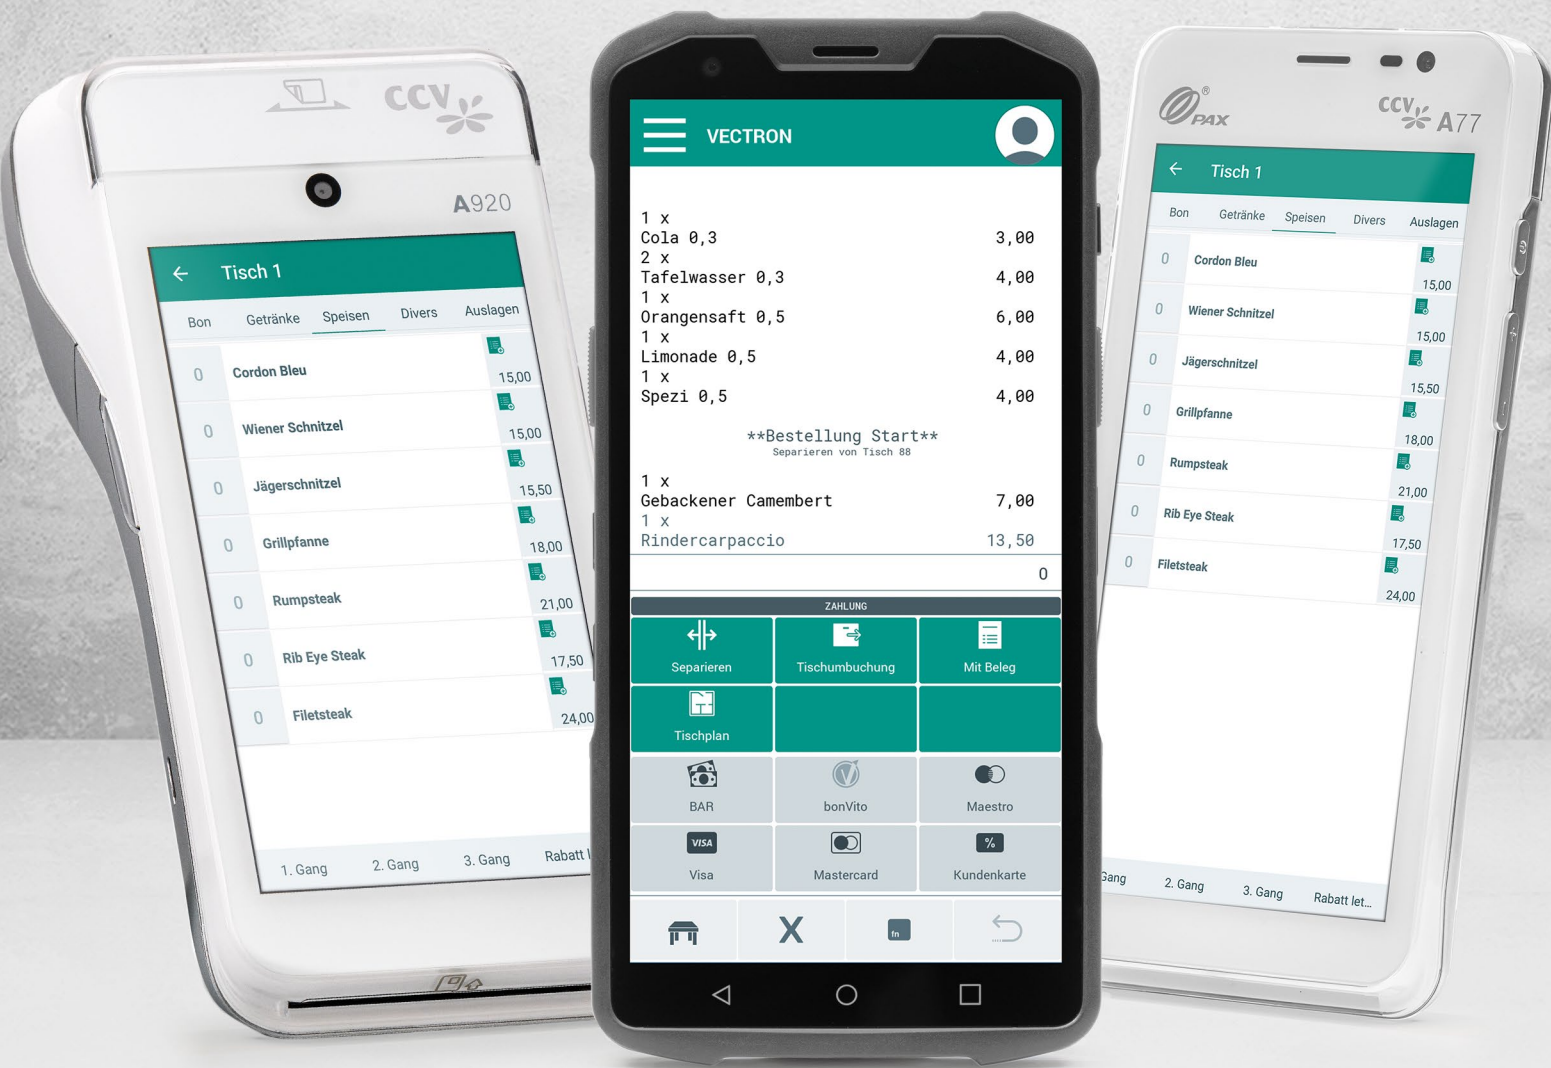 CCV
A920
Tisch 1
Bon Getränke Speisen Divers Auslagen
0 Cordon Bleu 15,00
0 Wiener Schnitzel 15,00
0 Jägerschnitzel 15,50
0 Grillpfanne 18,00
0 Rumpsteak 21,00
0 Rib Eye Steak 17,50
0 Filetsteak 24,00
1. Gang 2. Gang 3. Gang Rabatt l
VECTRON
1 x
Cola 0,3 3,00
2 x
Tafelwasser 0,3 4,00
1 x
Orangensaft 0,5 6,00
1 x
Limonade 0,5 4,00
1 x
Spezi 0,5 4,00
**Bestellung Start**
Separieren von Tisch 88
1 x
Gebackener Camembert 7,00
1 x
Rindercarpaccio 13,50
0
ZAHLUNG
Separieren Tischumbuchung Mit Beleg
Tischplan
BAR bonVito Maestro
VISA %
Visa Mastercard Kundenkarte
X fn
PAX® CCV A77
Tisch 1
Bon Getränke Speisen Divers Auslagen
0 Cordon Bleu 15,00
0 Wiener Schnitzel 15,00
0 Jägerschnitzel 15,50
0 Grillpfanne 18,00
0 Rumpsteak 21,00
0 Rib Eye Steak 17,50
0 Filetsteak 24,00
Gang 2. Gang 3. Gang Rabatt let...